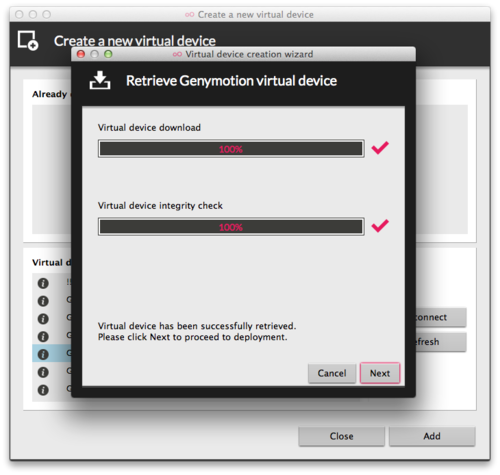 Create a new virtual device
Create a new virtual device
Virtual device creation wizard
Retrieve Genymotion virtual device
Already
Virtual device download
100%
Virtual device integrity check
100%
Virtual d
Virtual device has been successfully retrieved.
Please click Next to proceed to deployment.
Cancel
Next
Close
Add